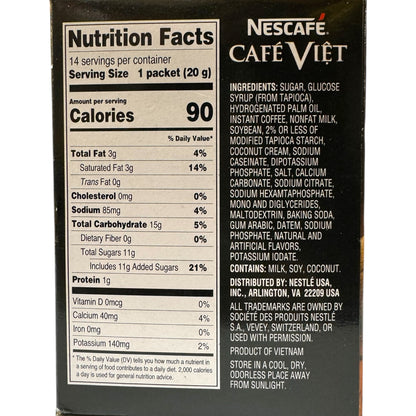 Nutrition Facts
14 servings per container
Serving Size 1 packet (20 g)
Amount per serving
Calories 90
% Daily Value*
Total Fat 3g 4%
Saturated Fat 3g 14%
Trans Fat 0g
Cholesterol 0mg 0%
Sodium 85mg 4%
Total Carbohydrate 15g 5%
Dietary Fiber 0g 0%
Total Sugars 11g
Includes 11g Added Sugars 21%
Protein 1g
Vitamin D 0mcg 0%
Calcium 40mg 4%
Iron 0mg 0%
Potassium 140mg 2%
* The % Daily Value (DV) tells you how much a nutrient in
a serving of food contributes to a daily diet. 2,000 calories
a day is used for general nutrition advice.
NESCAFÉ
CAFÉ VIỆT
INGREDIENTS: SUGAR, GLUCOSE
SYRUP (FROM TAPIOCA),
HYDROGENATED PALM OIL,
INSTANT COFFEE, NONFAT MILK,
SOYBEAN, 2% OR LESS OF
MODIFIED TAPIOCA STARCH,
COCONUT CREAM, SODIUM
CASEINATE, DIPOTASSIUM
PHOSPHATE, SALT, CALCIUM
CARBONATE, SODIUM CITRATE,
SODIUM HEXAMTAPHOSPHATE,
MONO AND DIGLYCERIDES,
MALTODEXTRIN, BAKING SODA,
GUM ARABIC, DATEM, SODIUM
PHOSPHATE, NATURAL AND
ARTIFICIAL FLAVORS,
POTASSIUM IODATE.
CONTAINS: MILK, SOY, COCONUT.
DISTRIBUTED BY: NESTLÉ USA,
INC., ARLINGTON, VA 22209 USA
ALL TRADEMARKS ARE OWNED BY
SOCIÉTÉ DES PRODUITS NESTLÉ
S.A., VEVEY, SWITZERLAND, OR
USED WITH PERMISSION.
PRODUCT OF VIETNAM
STORE IN A COOL, DRY,
ODORLESS PLACE AWAY
FROM SUNLIGHT.